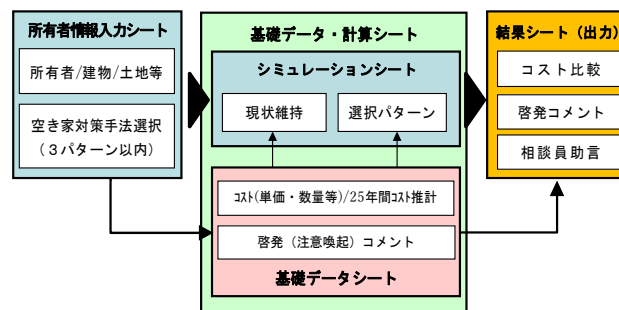 所有者情報入力シート
所有者/建物/土地等
空き家対策手法選択
（３パターン以内）
基礎データ・計算シート
シミュレーションシート
現状維持
選択パターン
ｺｽﾄ(単価・数量等)/25年間ｺｽﾄ推計
啓発（注意喚起）コメント
基礎データシート
結果シート（出力）
コスト比較
啓発コメント
相談員助言